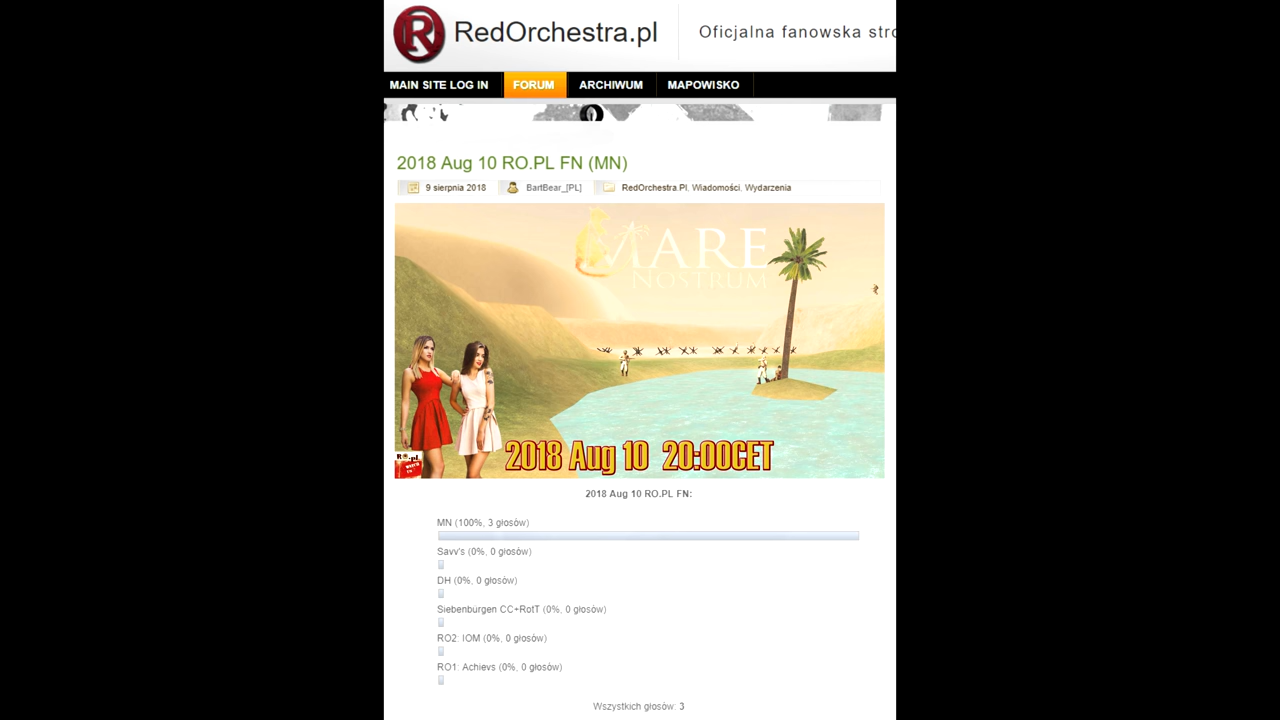 RedOrchestra.pl
Oficjalna fanowska stro
MAIN SITE LOG IN FORUM ARCHIWUM MAPOWISKO
2018 Aug 10 RO.PL FN (MN)
9 sierpnia 2018 BartBear_[PL] RedOrchestra.Pl, Wiadomości, Wydarzenia
MARE
NOSTRUM
RO.pl
2018 Aug 10 20:00CET
2018 Aug 10 RO.PL FN:
MN (100%, 3 głosów)
Savv's (0%, 0 głosów)
DH (0%, 0 głosów)
Siebenburgen CC+RotT (0%, 0 głosów)
RO2: IOM (0%, 0 głosów)
RO1: Achievs (0%, 0 głosów)
Wszystkich głosów: 3